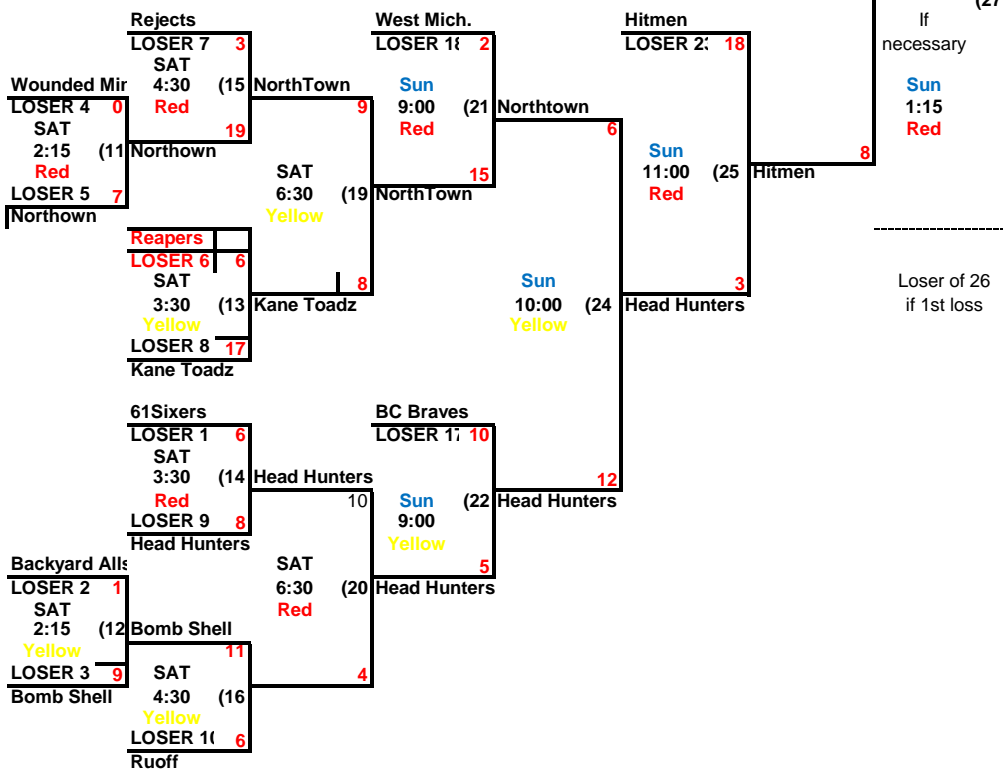 Rejects
LOSER 7 3
SAT
4:30 (15
Red
19
Wounded Mir
LOSER 4 0
SAT
2:15 (11
Red
LOSER 5 7
Northown
Northown
NorthTown
9
SAT
6:30 (19
Yellow
8
Reapers
LOSER 6 6
SAT
3:30 (13
Yellow
LOSER 8 17
Kane Toadz
Kane Toadz
West Mich.
LOSER 18 2
Sun
9:00 (21
Red
15
NorthTown
Northtown
6
Sun
10:00 (24
Yellow
12
Hitmen
LOSER 23 18
Sun
11:00 (25
Red
3
Head Hunters
Hitmen
8
(27
If
necessary
Sun
1:15
Red
Loser of 26
if 1st loss
61Sixers
LOSER 1 6
SAT
3:30 (14
Red
LOSER 9 8
Head Hunters
Head Hunters
10
SAT
6:30 (20
Red
4
BC Braves
LOSER 17 10
Sun (22
9:00
Yellow
5
Head Hunters
Head Hunters
Backyard Alls
LOSER 2 1
SAT
2:15 (12
Yellow
LOSER 3 9
Bomb Shell
Bomb Shell
11
SAT
4:30 (16
Yellow
LOSER 10 6
Ruoff